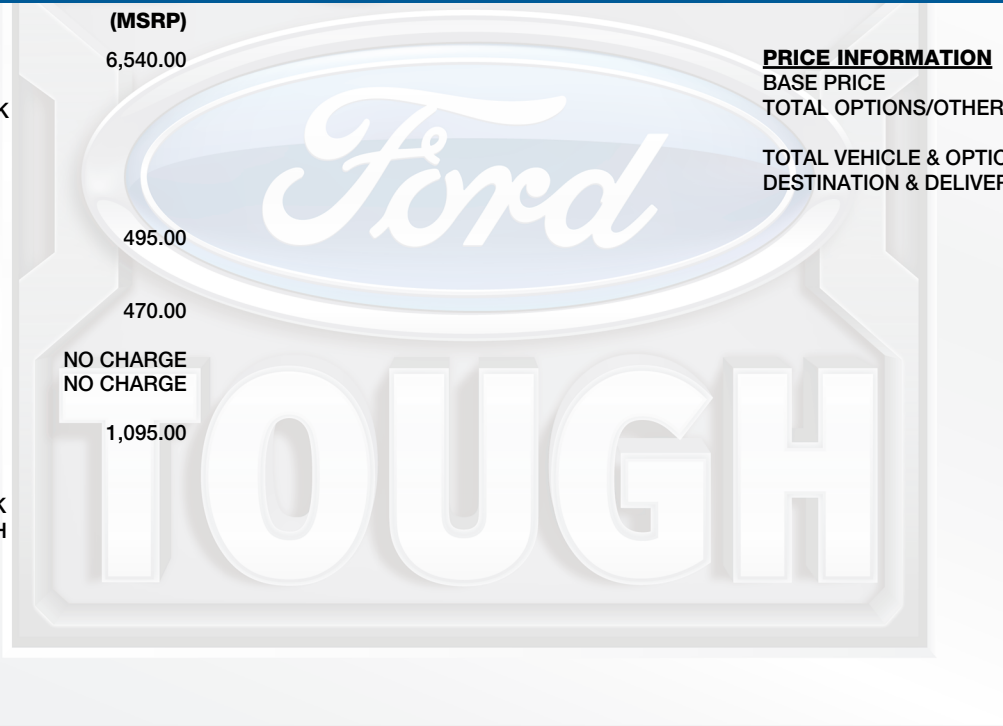 (MSRP)
6,540.00
K
495.00
470.00
NO CHARGE
NO CHARGE
1,095.00
K
H
PRICE INFORMATION
BASE PRICE
TOTAL OPTIONS/OTHER
TOTAL VEHICLE & OPTIO
DESTINATION & DELIVER
Ford
TOUGH